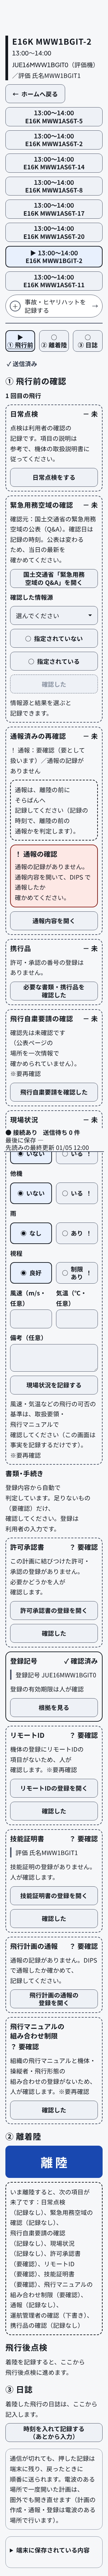 E16K MWW1BGIT-2
13:00〜14:00
JUE16MWW1BGIT0（評価機）
／評価 氏名MWW1BGIT1
← ホームへ戻る
13:00〜14:00
E16K MWW1AS6T-5
13:00〜14:00
E16K MWW1AS6T-2
13:00〜14:00
E16K MWW1AS6T-14
13:00〜14:00
E16K MWW1AS6T-8
13:00〜14:00
E16K MWW1AS6T-17
13:00〜14:00
E16K MWW1AS6T-20
▶ 13:00〜14:00
E16K MWW1BGIT-2
13:00〜14:00
E16K MWW1AS6T-11
事故・ヒヤリハットを
記録する →
▶
① 飛行前
○
② 離着陸
○
③ 日誌
✓ 送信済み
① 飛行前の確認
1 回目の飛行
日常点検 — 未
点検は利用者の確認の
記録です。項目の説明は
参考で、機体の取扱説明書に
従ってください。
日常点検をする
緊急用務空域の確認 — 未
確認元：国土交通省の緊急用務
空域の公表（Q&A）。確認日は
記録の時刻。公表は変わる
ため、当日の最新を
確かめてください。
国土交通省「緊急用務
空域の Q&A」を開く
確認した情報源
選んでください
○ 指定されていない
○ 指定されている
確認した
情報源と結果を選ぶと
記録できます。
通報済みの再確認 — 未
！ 通報：要確認（要として
扱います）／通報の記録が
ありません
通報は、離陸の前に
そらばんへ
記録してください（記録の
時刻で、離陸の前の
通報かを判定します）。
！ 通報の確認
通報の記録がありません。
通報内容を開いて、DIPS で
通報したか
確かめてください。
通報内容を開く
携行品 — 未
許可・承認の番号の登録は
ありません。
必要な書類・携行品を
確認した
飛行自粛要請の確認 — 未
確認先は未確認です
（公表ページの
場所を一次情報で
確かめられていません）。
※要再確認
飛行自粛要請を確認した
現場状況 — 未
● 接続あり 送信待ち 0 件
最後に保存 —
先読みの最終更新 01/05 12:00
◉ いない
○ いる ！
他機
◉ いない
○ いる ！
雨
◉ なし
○ あり ！
視程
◉ 良好
○ 制限あり ！
風速（m/s・
任意）
気温（℃・
任意）
備考（任意）
現場状況を記録する
風速・気温などの飛行の可否の
基準は、取扱要領・
飛行マニュアルで
確認してください（この画面は
事実を記録するだけです）。
※要再確認
書類・手続き
登録内容から自動で
判定しています。足りないもの
（要確認）だけ、
確認してください。登録は
利用者の入力です。
許可承認書 ？ 要確認
この計画に結びつけた許可・
承認の登録がありません。
必要かどうかを人が
確認します。
許可承認書の登録を開く
確認した
登録記号 ✓ 確認済み
登録記号 JUE16MWW1BGIT0
登録の有効期限は人が確認
根拠を見る
リモートID ？ 要確認
機体の登録にリモートIDの
項目がないため、人が
確認します。※要再確認
リモートIDの登録を開く
確認した
技能証明書 ？ 要確認
評価 氏名MWW1BGIT1
技能証明の登録がありません。
人が確認します。
技能証明書の登録を開く
確認した
飛行計画の通報 ？ 要確認
通報の記録がありません。DIPS
で通報したか確かめて、
記録してください。
飛行計画の通報の
登録を開く
飛行マニュアルの
組み合わせ制限
？ 要確認
組織の飛行マニュアルと機体・
操縦者・飛行形態の
組み合わせの登録がないため、
人が確認します。※要再確認
確認した
② 離着陸
離 陸
いま離陸すると、次の項目が
未了です：日常点検
（記録なし）、緊急用務空域の
確認（記録なし）、
飛行自粛要請の確認
（記録なし）、現場状況
（記録なし）、許可承認書
（要確認）、リモートID
（要確認）、技能証明書
（要確認）、飛行マニュアルの
組み合わせ制限（要確認）、
通報（記録なし）、
運航管理者の確認（下書き）、
携行品の確認（記録なし）
飛行後点検
着陸を記録すると、ここから
飛行後点検に進めます。
③ 日誌
着陸した飛行の日誌は、ここから
記入します。
時刻を入れて記録する
（あとから入力）
通信が切れても、押した記録は
端末に残り、戻ったときに
順番に送られます。電波のある
場所で一度開いた計画は、
圏外でも開き直せます（計画の
作成・通報・登録は電波のある
場所で行います）。
▶ 端末に保存されている内容